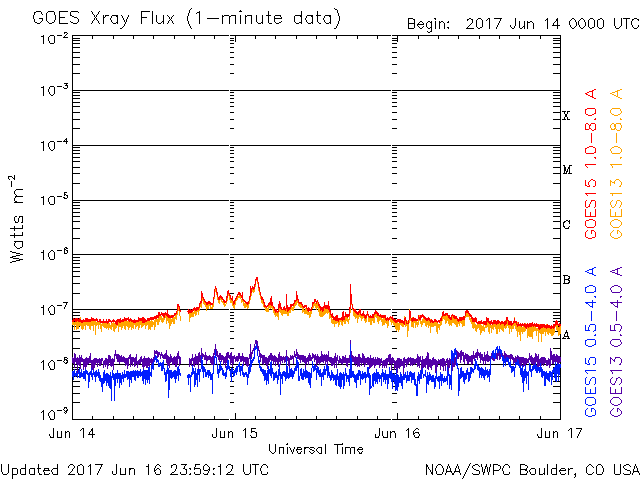 GOES Xray Flux (1-minute data)
Begin: 2017 Jun 14 0000 UTC
Watts m⁻²
10⁻²
10⁻³
10⁻⁴
10⁻⁵
10⁻⁶
10⁻⁷
10⁻⁸
10⁻⁹
X
M
C
B
A
GOES15 1.0-8.0 A
GOES13 1.0-8.0 A
GOES15 0.5-4.0 A
GOES13 0.5-4.0 A
Jun 14 Jun 15 Jun 16 Jun 17
Universal Time
Updated 2017 Jun 16 23:59:12 UTC
NOAA/SWPC Boulder, CO USA